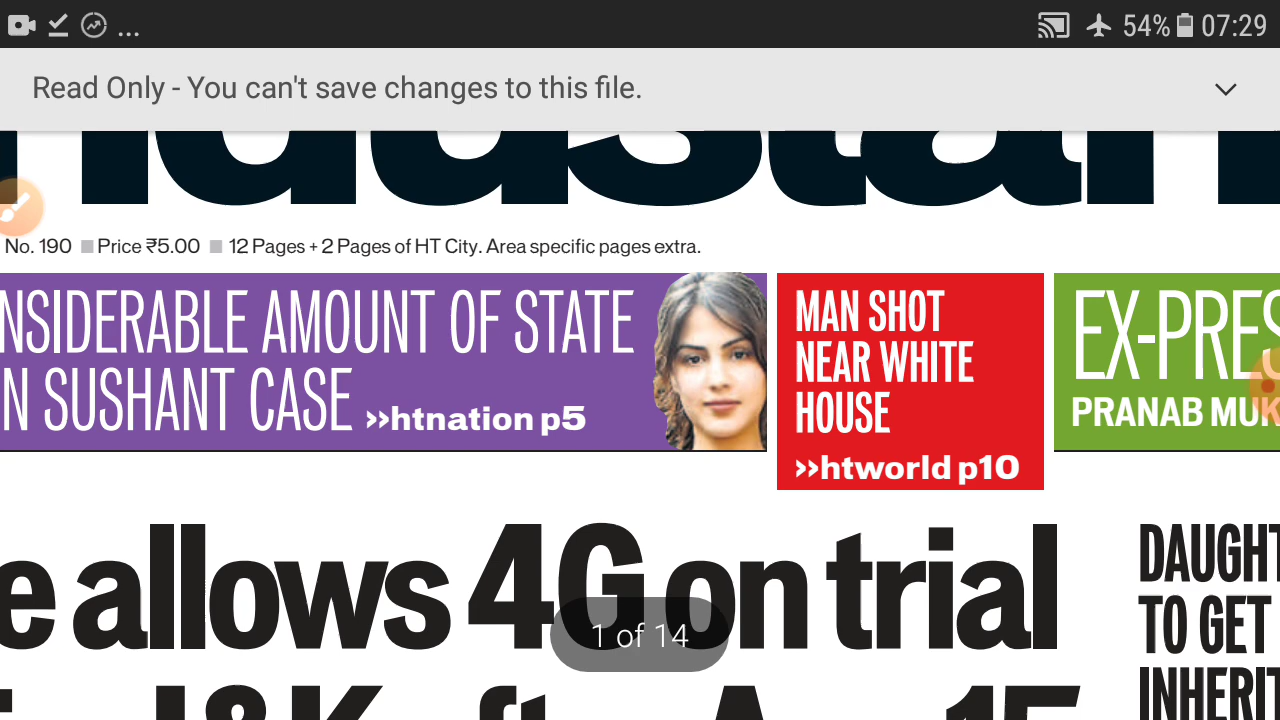 ...
54% 07:29
Read Only - You can't save changes to this file.
No. 190 Price ₹5.00 12 Pages + 2 Pages of HT City. Area specific pages extra.
NSIDERABLE AMOUNT OF STATE
N SUSHANT CASE >>htnation p5
MAN SHOT
NEAR WHITE
HOUSE
>>htworld p10
EX-PRES
PRANAB MUK
e allows 4G on trial
DAUGHT
TO GET
INHERIT
1 of 14